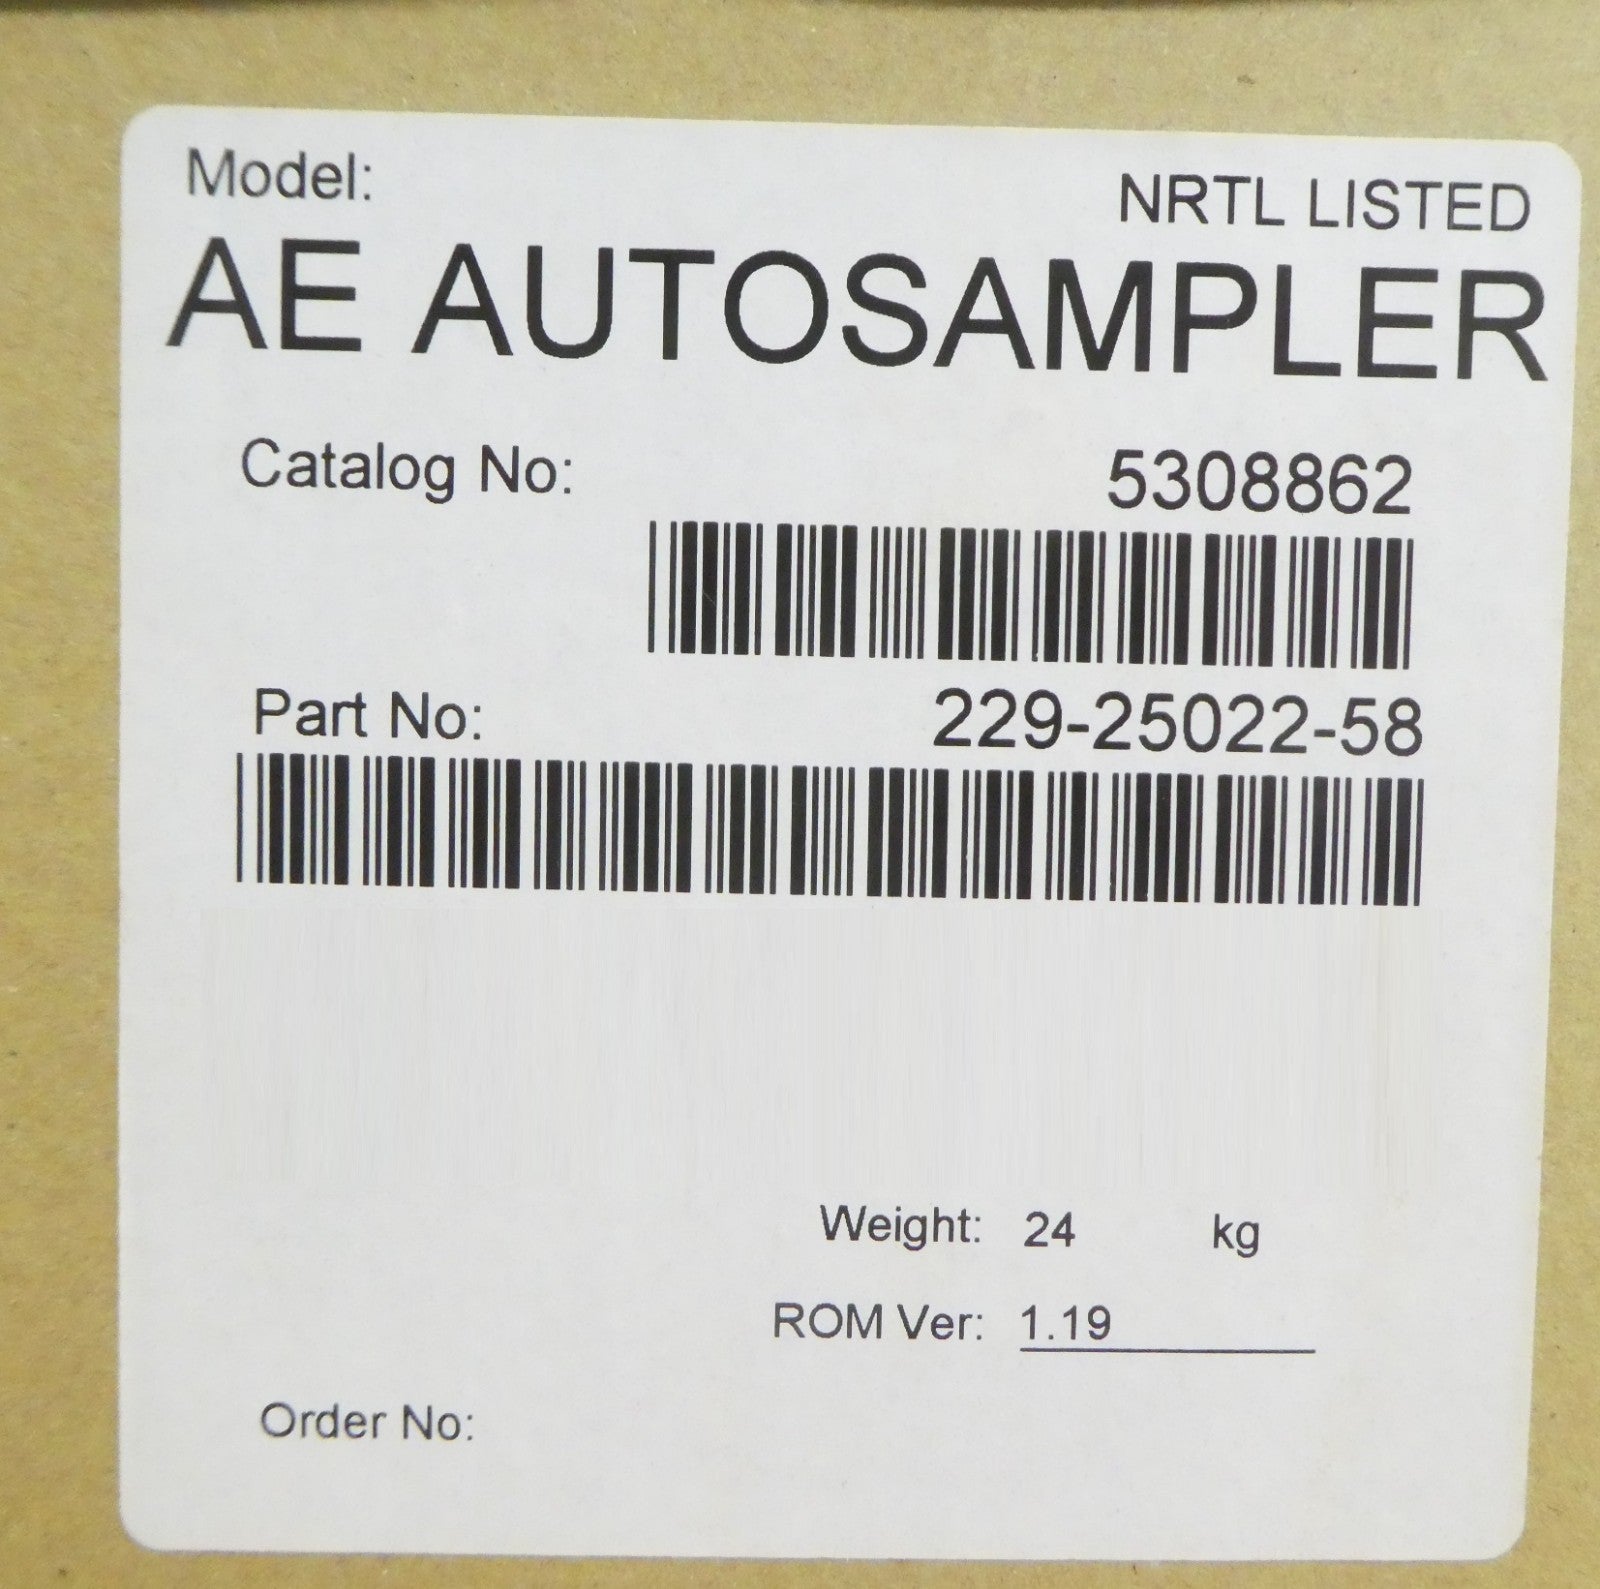 Model:
NRTL LISTED
AE AUTOSAMPLER
Catalog No: 5308862
Part No: 229-25022-58
Weight: 24 kg
ROM Ver: 1.19
Order No: